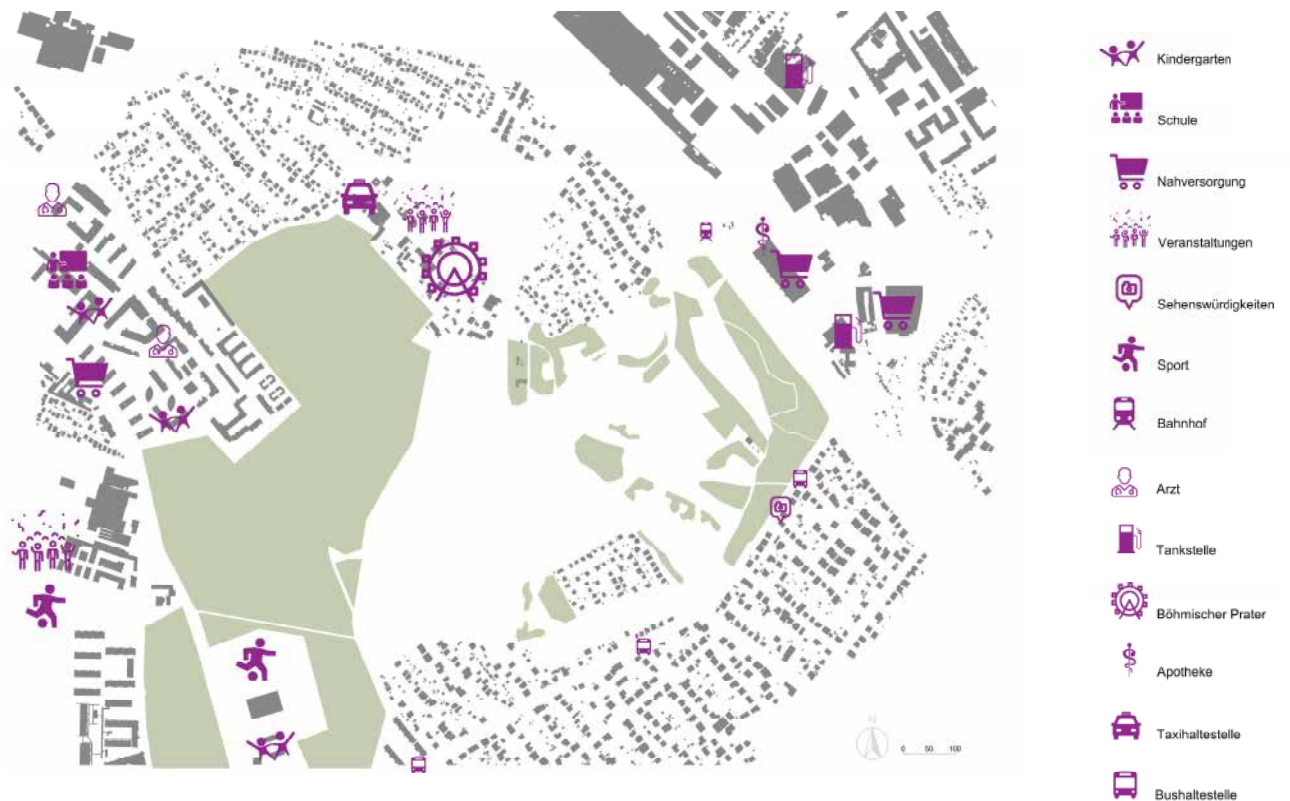 Kindergarten
Schule
Nahversorgung
Veranstaltungen
Sehenswürdigkeiten
Sport
Bahnhof
Arzt
Tankstelle
Böhmischer Prater
Apotheke
Taxihaltestelle
Bushaltestelle
N
0 50 100